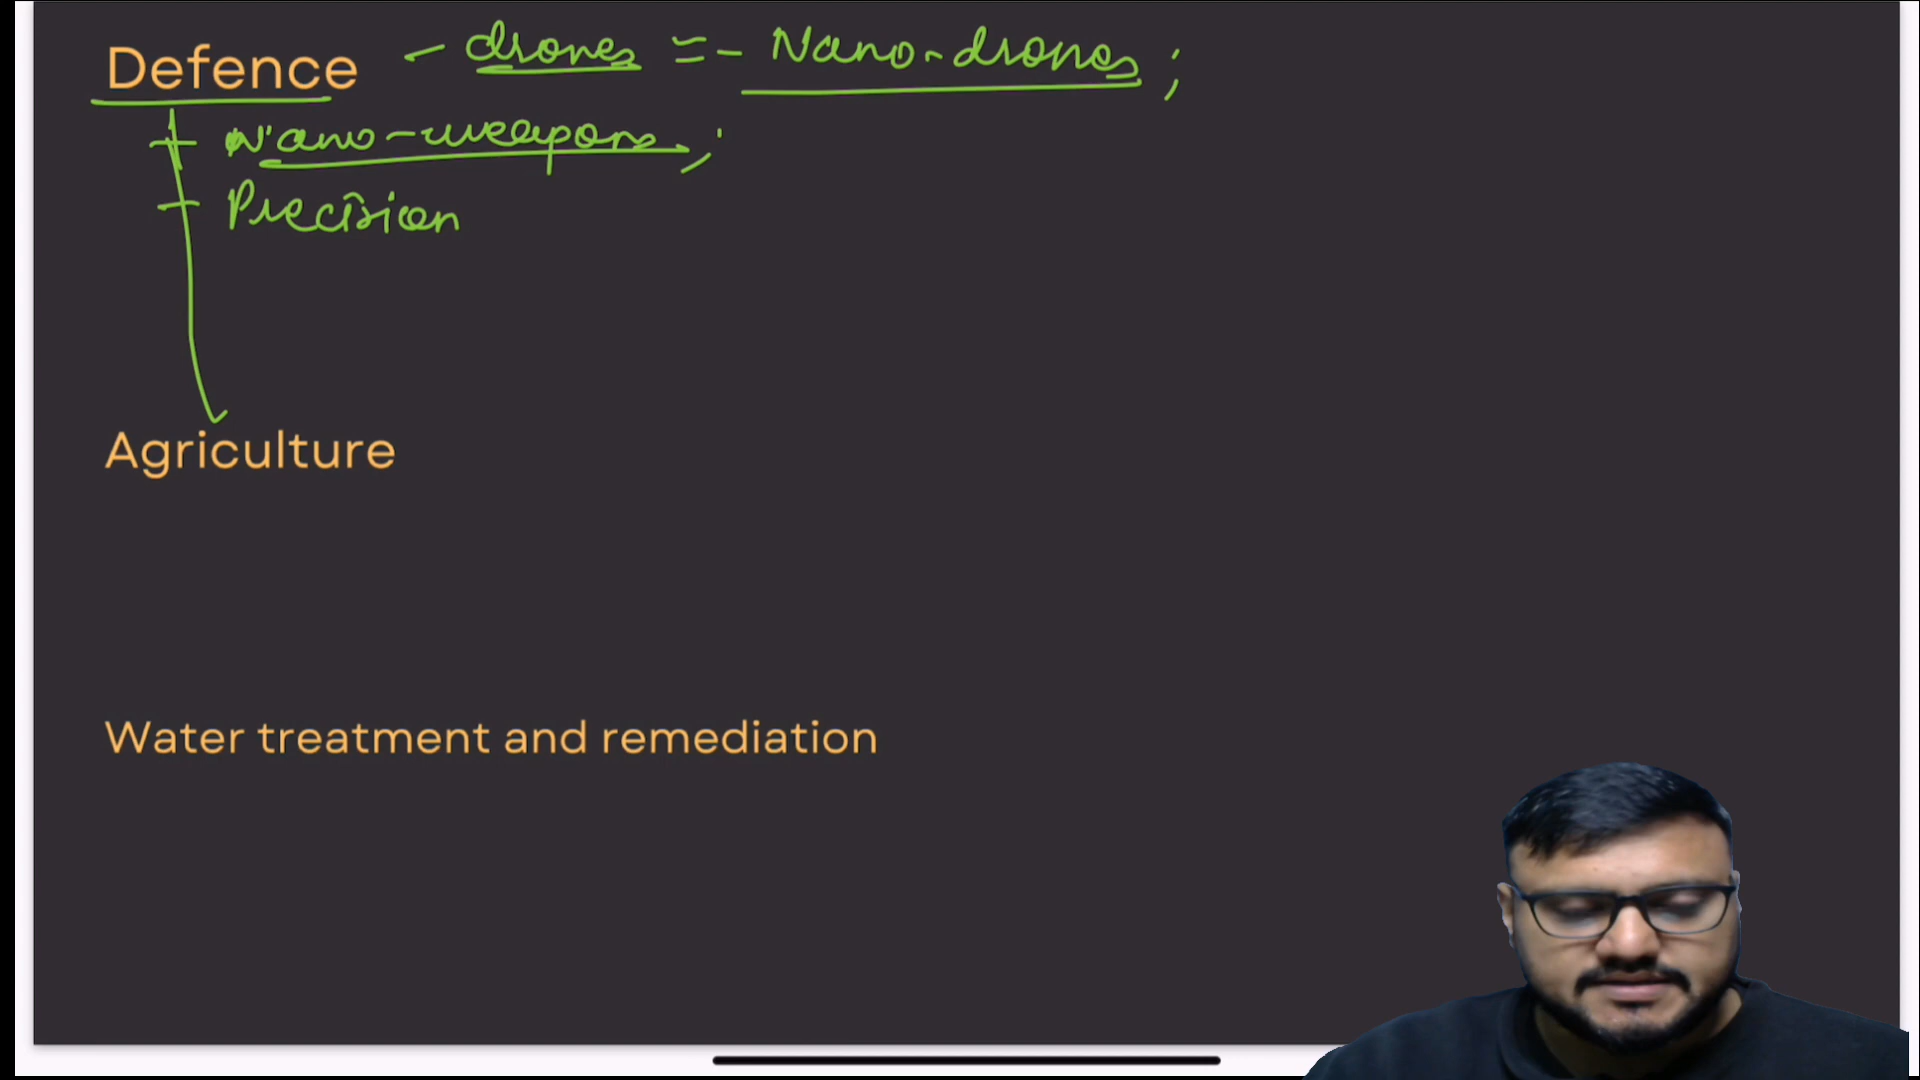 Defence - drones = - Nano-drones ;
Nano-weapons ;
Precision
Agriculture
Water treatment and remediation